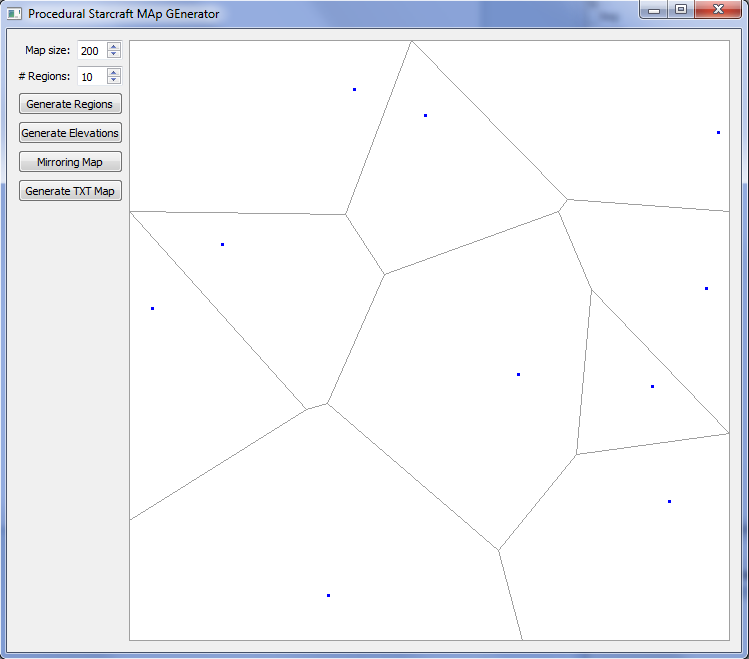 Procedural Starcraft MAp GEnerator
Map size: 200
# Regions: 10
Generate Regions
Generate Elevations
Mirroring Map
Generate TXT Map